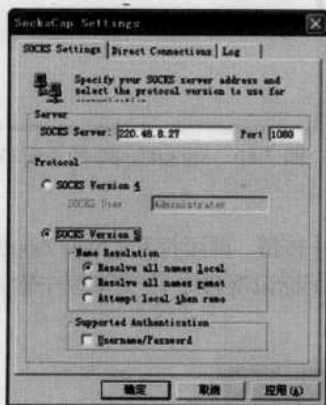 SocksCap Settings
SOCKS Settings
Direct Connections
Log
Specify your SOCKS server address and
select the protocol version to use for
Server
SOCKS Server:
220.48.8.27
Port
1080
Protocol
SOCKS Version 4
SOCKS User
Administrator
SOCKS Version 5
Name Resolution
Resolve all names local
Resolve all names remot
Attempt local then remo
Supported Authentication
Username/Password
确定
取消
应用(A)